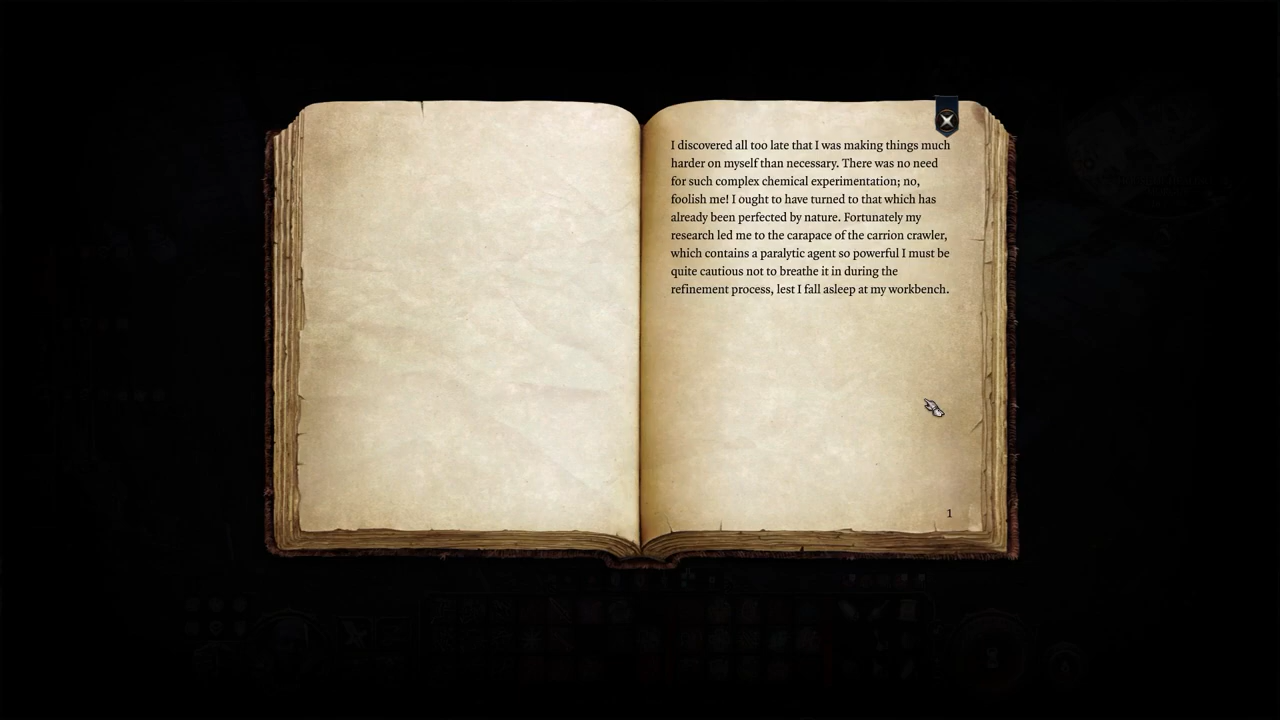 I discovered all too late that I was making things much
harder on myself than necessary. There was no need
for such complex chemical experimentation; no,
foolish me! I ought to have turned to that which has
already been perfected by nature. Fortunately my
research led me to the carapace of the carrion crawler,
which contains a paralytic agent so powerful I must be
quite cautious not to breathe it in during the
refinement process, lest I fall asleep at my workbench.
1